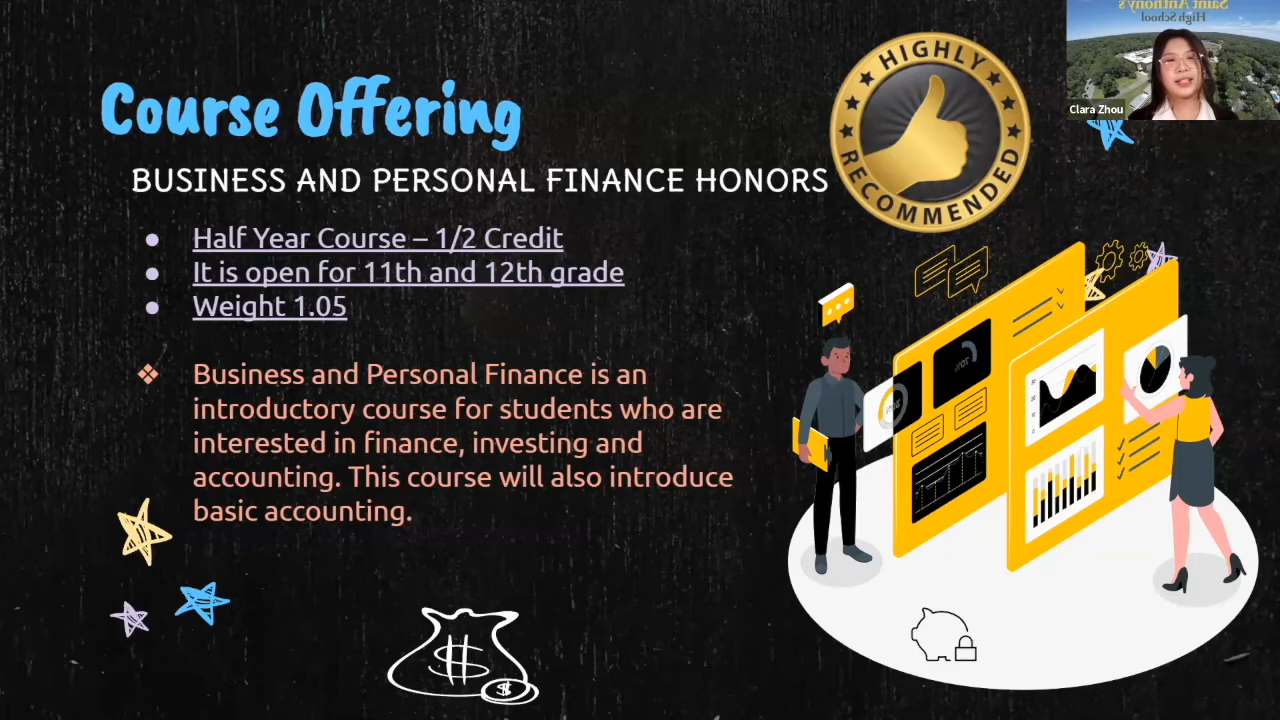 Saint Anthony's
High School
Clara Zhou
HIGHLY
RECOMMENDED
Course Offering
BUSINESS AND PERSONAL FINANCE HONORS
● Half Year Course – 1/2 Credit
● It is open for 11th and 12th grade
● Weight 1.05
❖ Business and Personal Finance is an
introductory course for students who are
interested in finance, investing and
accounting. This course will also introduce
basic accounting.